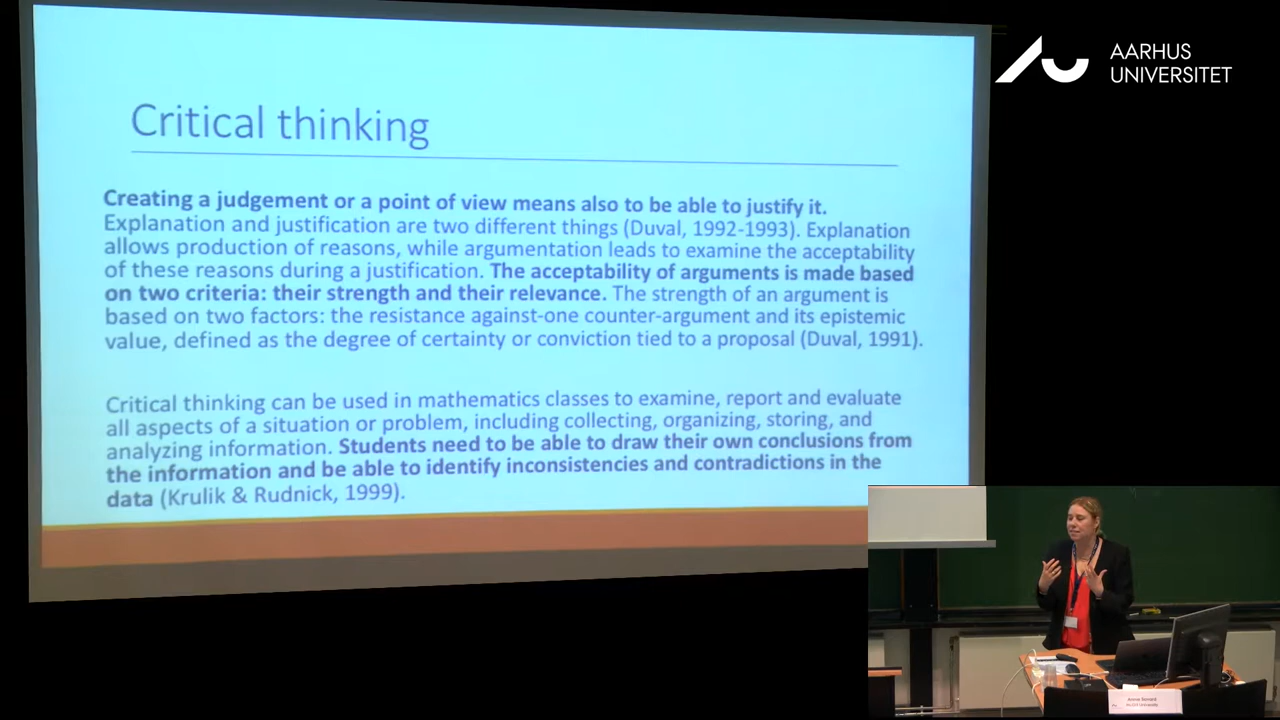 Critical thinking
Creating a judgement or a point of view means also to be able to justify it.
Explanation and justification are two different things (Duval, 1992-1993). Explanation
allows production of reasons, while argumentation leads to examine the acceptability
of these reasons during a justification. The acceptability of arguments is made based
on two criteria: their strength and their relevance. The strength of an argument is
based on two factors: the resistance against-one counter-argument and its epistemic
value, defined as the degree of certainty or conviction tied to a proposal (Duval, 1991).
Critical thinking can be used in mathematics classes to examine, report and evaluate
all aspects of a situation or problem, including collecting, organizing, storing, and
analyzing information. Students need to be able to draw their own conclusions from
the information and be able to identify inconsistencies and contradictions in the
data (Krulik & Rudnick, 1999).
AARHUS
UNIVERSITET
University